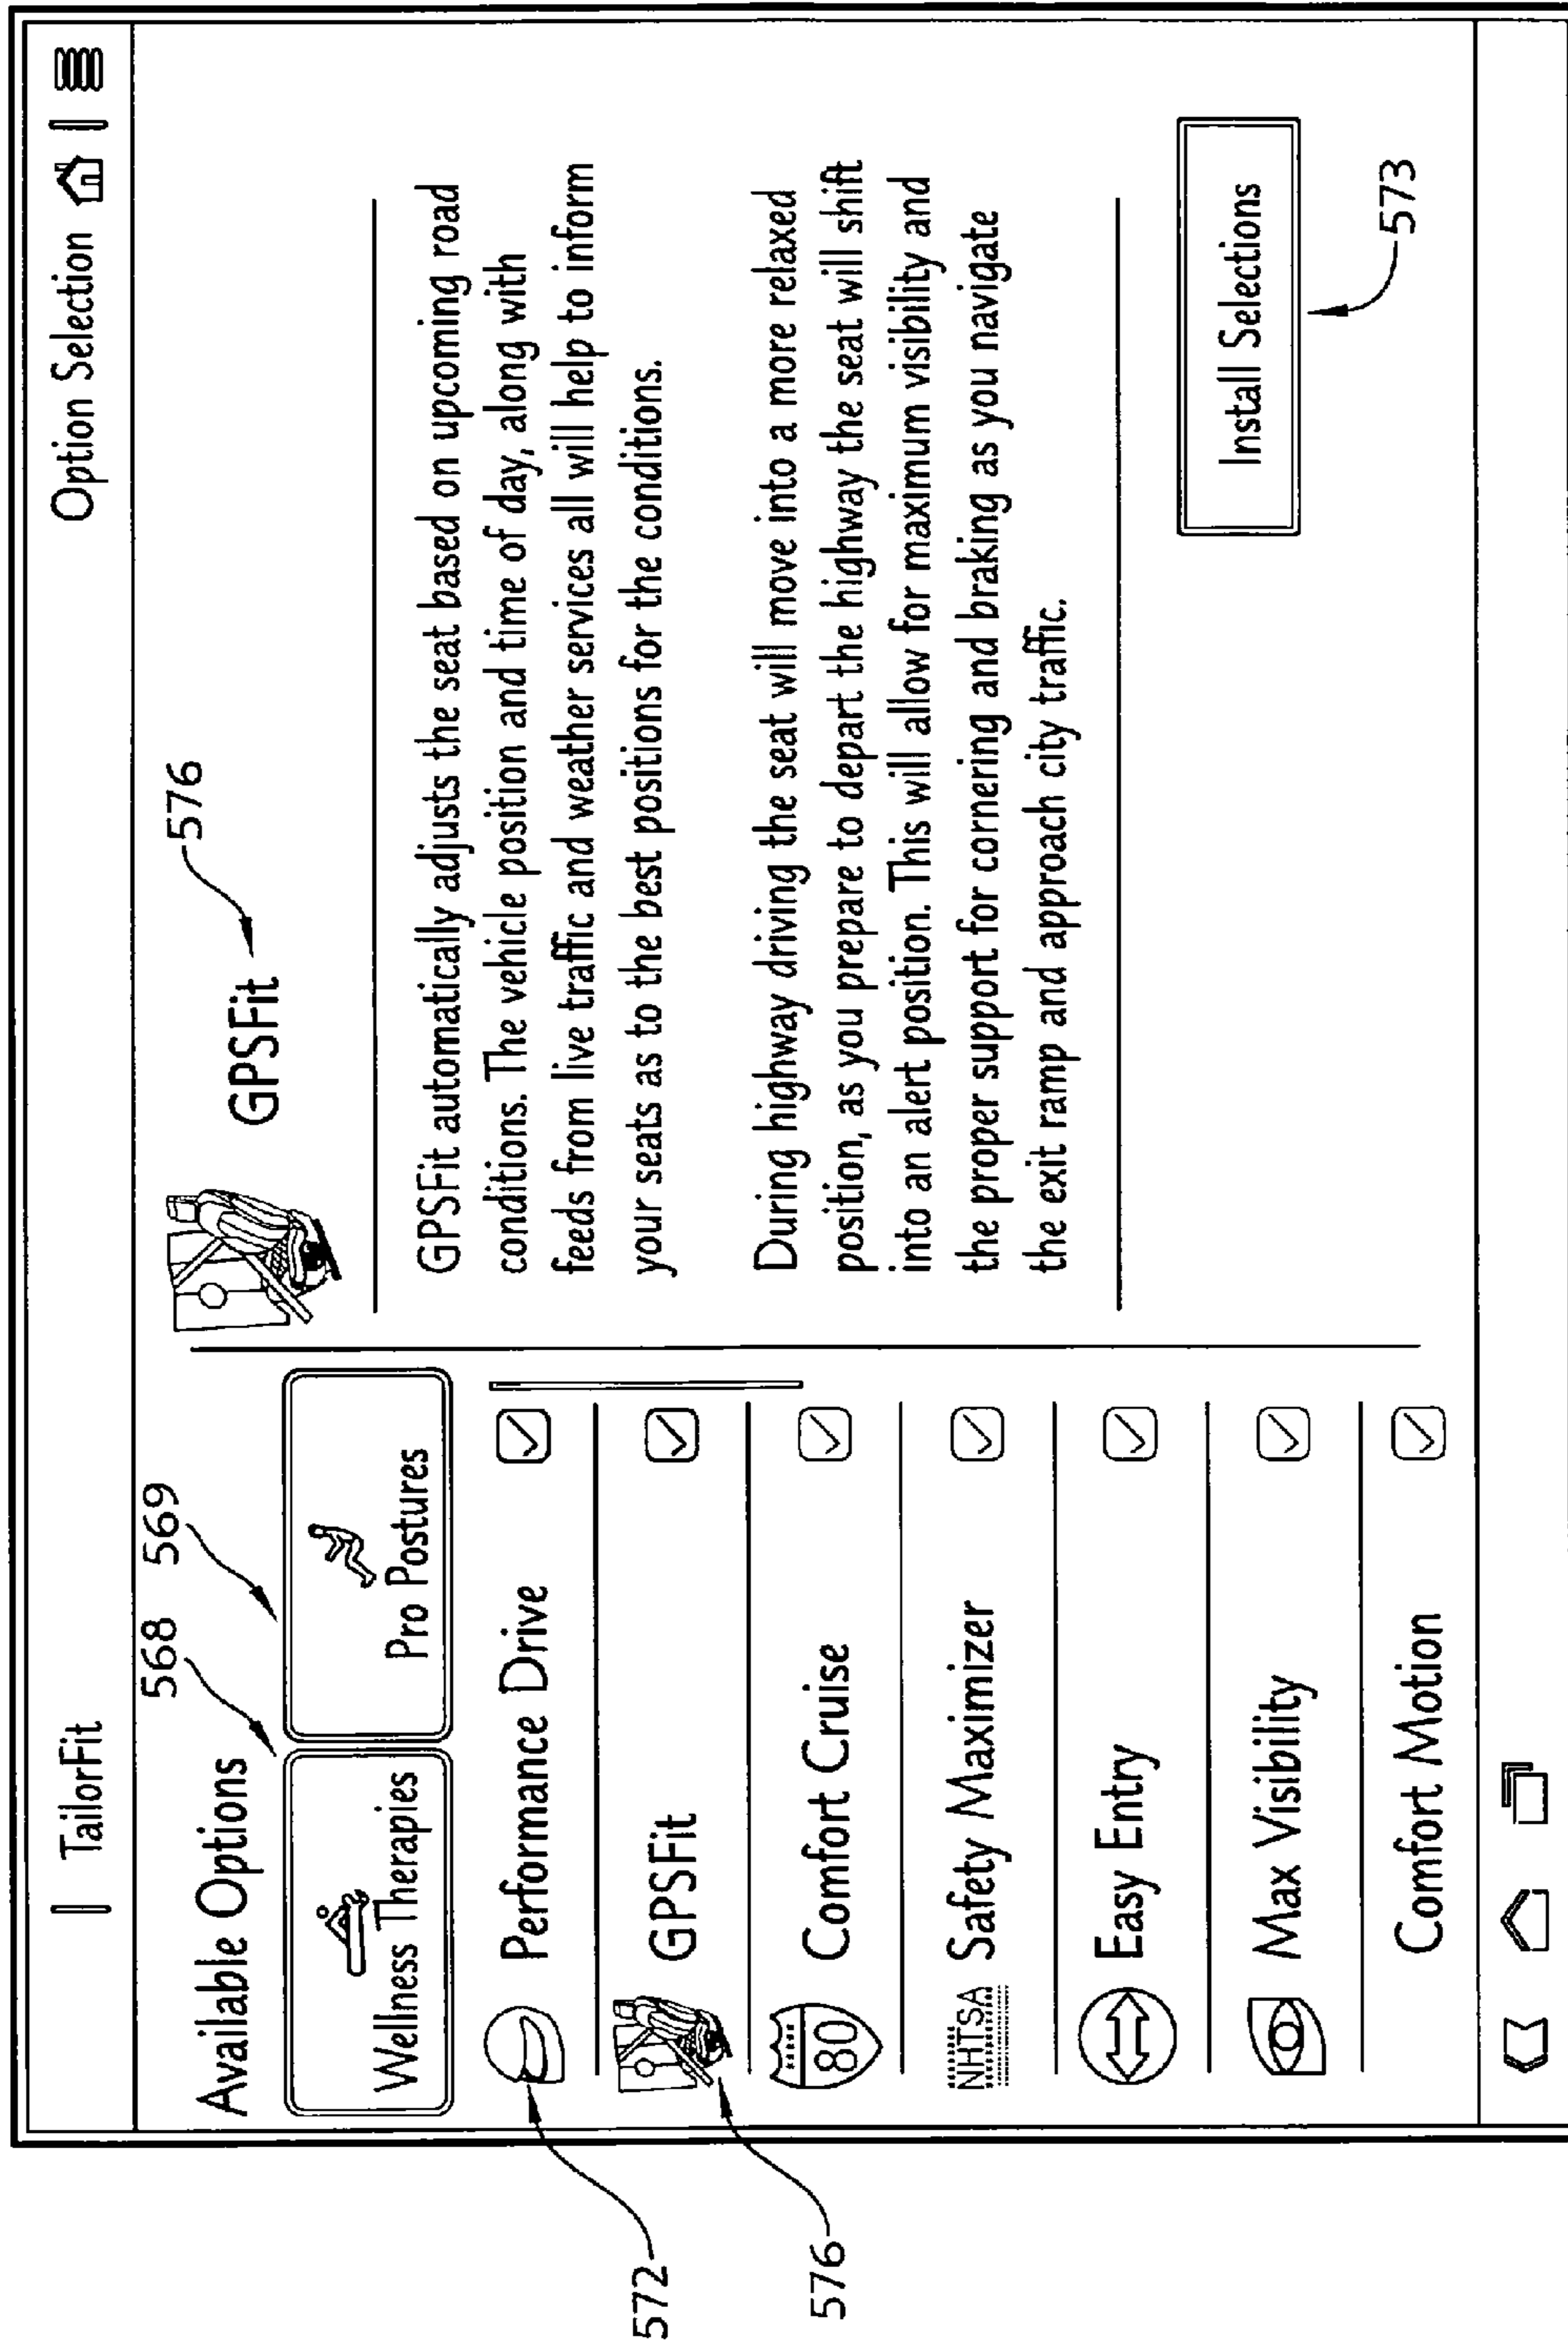 TailorFit
Option Selection
Available Options
568
569
Wellness Therapies
Pro Postures
572
Performance Drive
576
GPSFit
80
Comfort Cruise
NHTSA
Safety Maximizer
Easy Entry
Max Visibility
Comfort Motion
GPSFit
576
GPSFit automatically adjusts the seat based on upcoming road
conditions. The vehicle position and time of day, along with
feeds from live traffic and weather services all will help to inform
your seats as to the best positions for the conditions.
During highway driving the seat will move into a more relaxed
position, as you prepare to depart the highway the seat will shift
into an alert position. This will allow for maximum visibility and
the proper support for cornering and braking as you navigate
the exit ramp and approach city traffic.
Install Selections
573